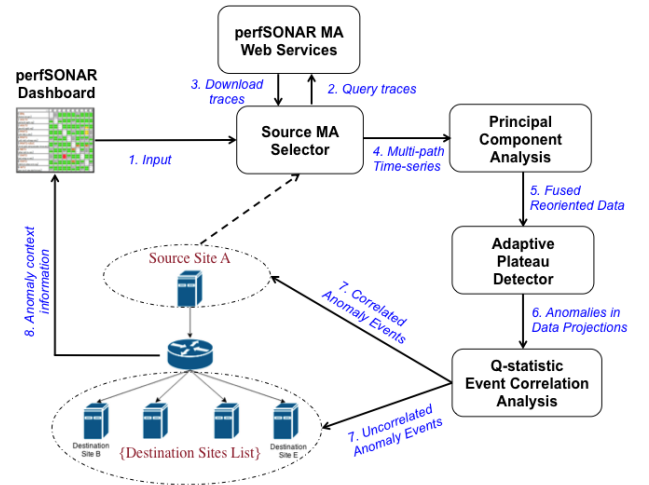 perfSONAR MA
Web Services
perfSONAR
Dashboard
3. Download
traces
2. Query traces
Source MA
Selector
1. Input
4. Multi-path
Time-series
Principal
Component
Analysis
5. Fused
Reoriented Data
Adaptive
Plateau
Detector
6. Anomalies in
Data Projections
Q-statistic
Event Correlation
Analysis
7. Correlated
Anomaly Events
7. Uncorrelated
Anomaly Events
Source Site A
8. Anomaly context
information
Destination
Site B
{Destination Sites List}
Destination
Site E